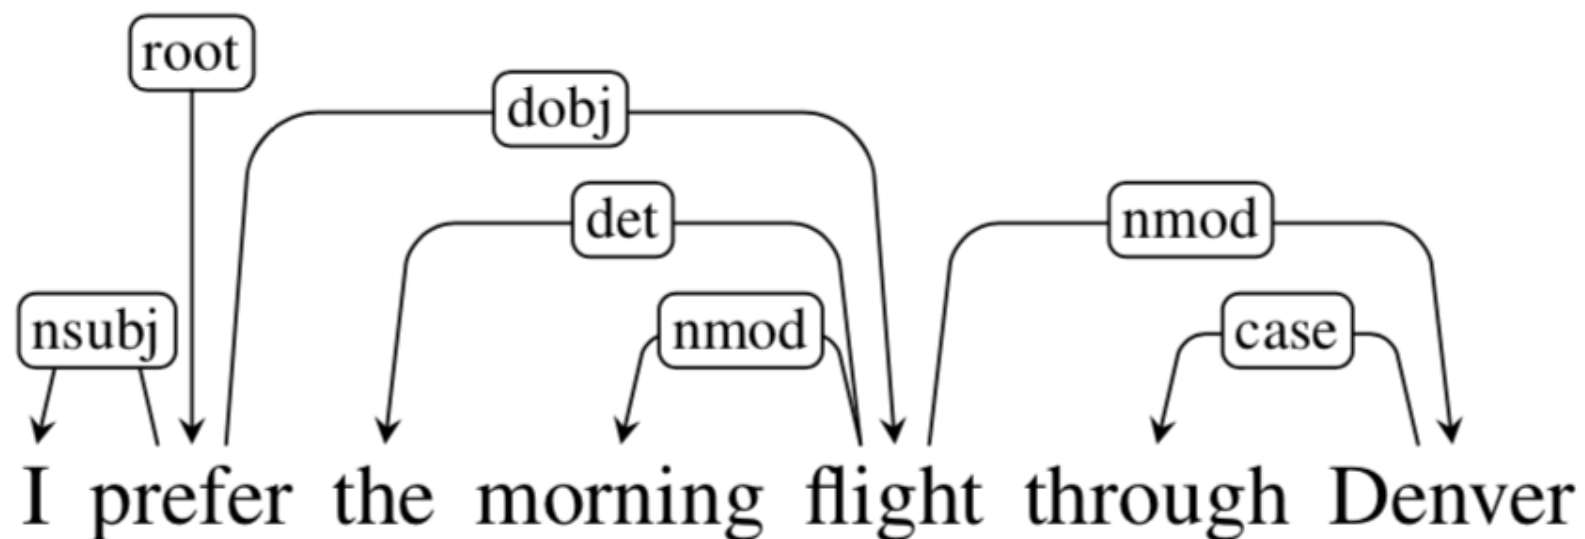 root
dobj
det nmod
nsubj nmod case
I prefer the morning flight through Denver